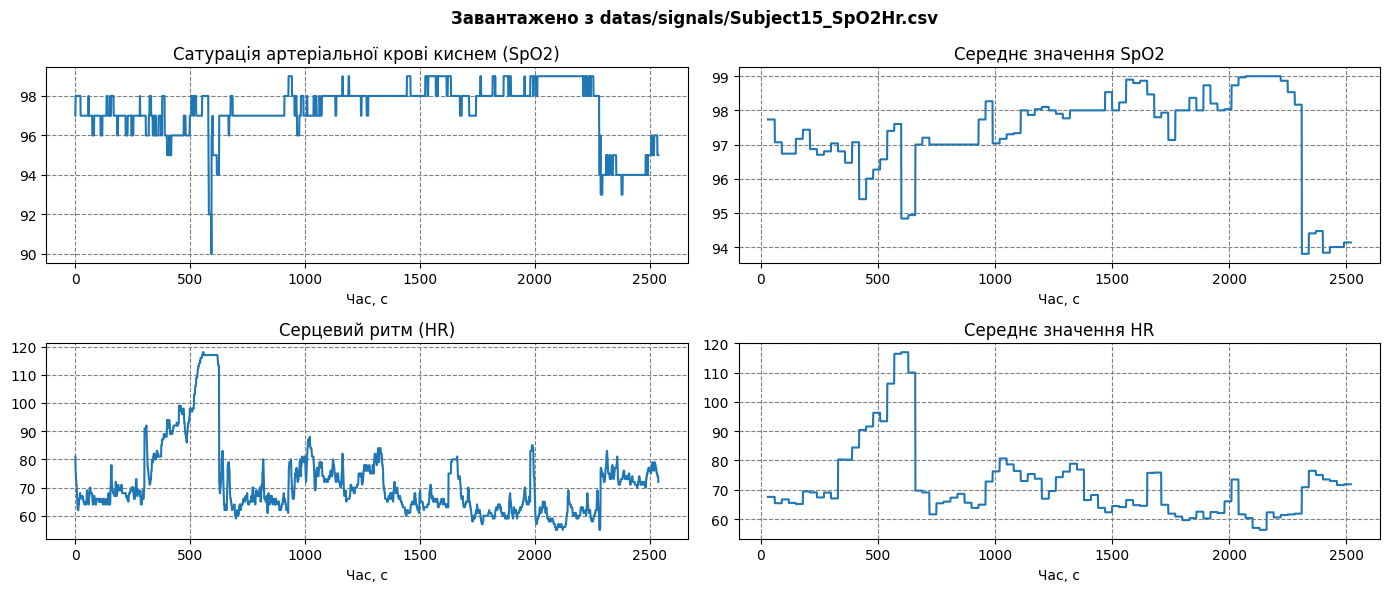 Завантажено з datas/signals/Subject15_SpO2Hr.csv
Сатурація артеріальної крові киснем (SpO2)
98
96
94
92
90
0 500 1000 1500 2000 2500
Час, с
Середнє значення SpO2
99
98
97
96
95
94
0 500 1000 1500 2000 2500
Час, с
Серцевий ритм (HR)
120
110
100
90
80
70
60
0 500 1000 1500 2000 2500
Час, с
Середнє значення HR
120
110
100
90
80
70
60
0 500 1000 1500 2000 2500
Час, с